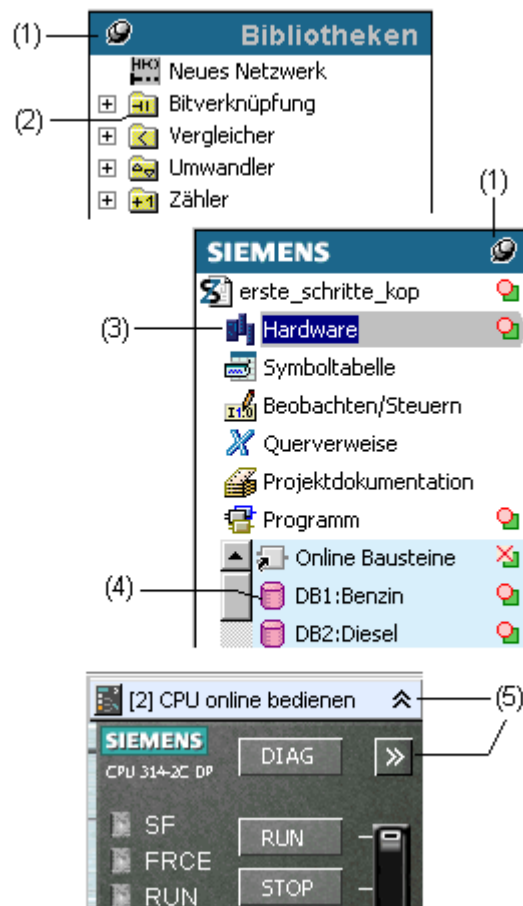 (1)
Bibliotheken
Neues Netzwerk
(2)
Bitverknüpfung
Vergleicher
Umwandler
Zähler
(1)
SIEMENS
erste_schritte_kop
(3)
Hardware
Symboltabelle
Beobachten/Steuern
Querverweise
Projektdokumentation
Programm
Online Bausteine
(4)
DB1:Benzin
DB2:Diesel
[2] CPU online bedienen
(5)
SIEMENS
CPU 314-2C DP
DIAG
SF
RUN
FRCE
STOP
RUN